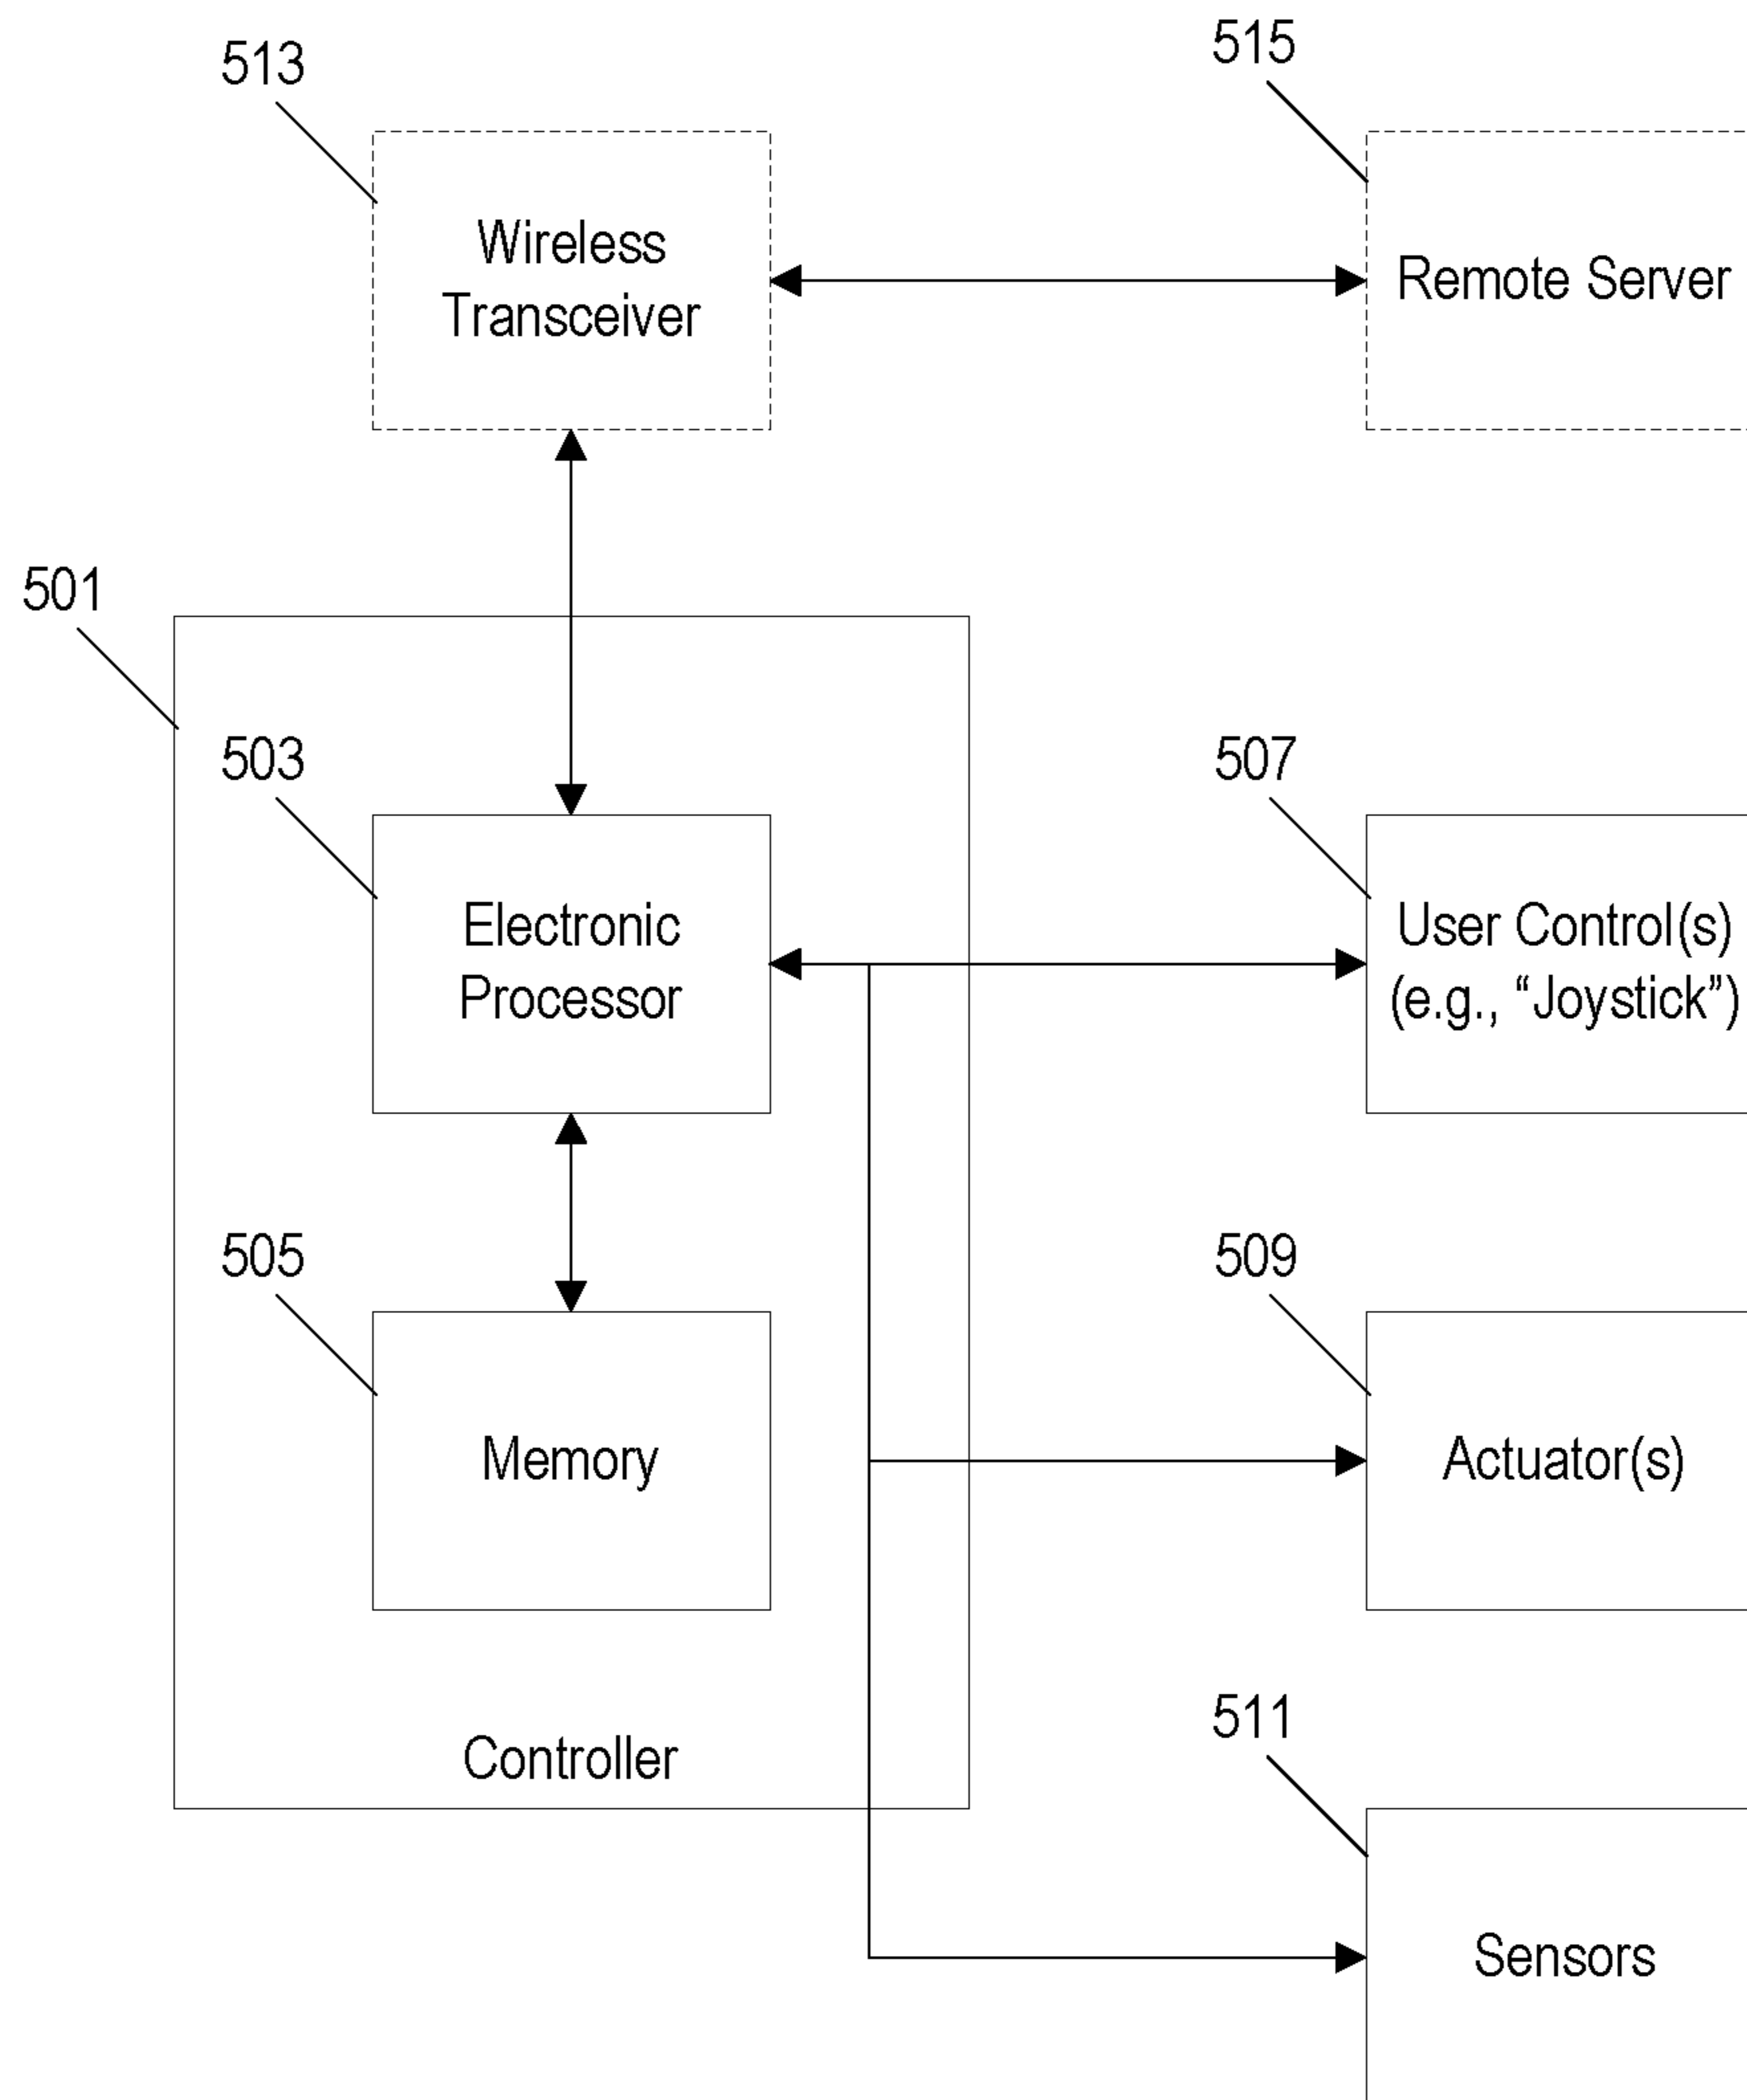 513
515
Wireless
Transceiver
Remote Server
501
503
507
Electronic
Processor
User Control(s)
(e.g., “Joystick”)
505
509
Memory
Actuator(s)
511
Controller
Sensors